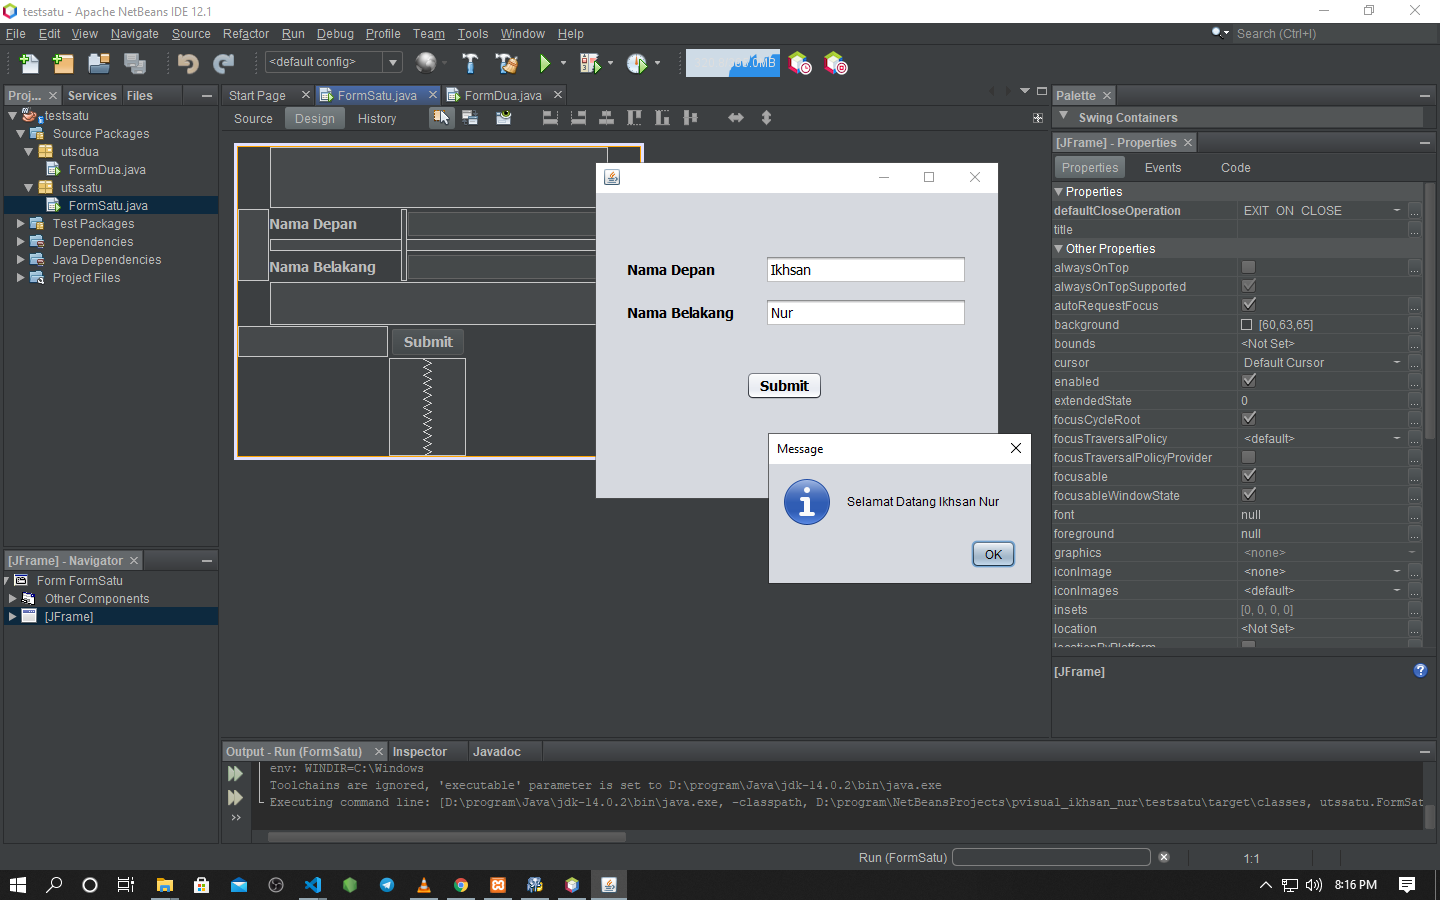 testsatu - Apache NetBeans IDE 12.1
File Edit View Navigate Source Refactor Run Debug Profile Team Tools Window Help
Search (Ctrl+I)
<default config>
Proj... Services Files
testsatu
Source Packages
utsdua
FormDua.java
utssatu
FormSatu.java
Test Packages
Dependencies
Java Dependencies
Project Files
[JFrame] - Navigator
Form FormSatu
Other Components
[JFrame]
Start Page FormSatu.java FormDua.java
Source Design History
Nama Depan
Nama Belakang
Submit
Nama Depan Ikhsan
Nama Belakang Nur
Submit
Message
Selamat Datang Ikhsan Nur
OK
Palette
Swing Containers
[JFrame] - Properties
Properties Events Code
Properties
defaultCloseOperation EXIT_ON_CLOSE
title
Other Properties
alwaysOnTop
alwaysOnTopSupported
autoRequestFocus
background [60,63,65]
bounds <Not Set>
cursor Default Cursor
enabled
extendedState 0
focusCycleRoot
focusTraversalPolicy <default>
focusTraversalPolicyProvider
focusable
focusableWindowState
font null
foreground null
graphics <none>
iconImage <none>
iconImages <default>
insets [0, 0, 0, 0]
location <Not Set>
locationByPlatform
[JFrame]
Output - Run (FormSatu) Inspector Javadoc
env: WINDIR=C:\Windows
Toolchains are ignored, 'executable' parameter is set to D:\program\Java\jdk-14.0.2\bin\java.exe
Executing command line: [D:\program\Java\jdk-14.0.2\bin\java.exe, -classpath, D:\program\NetBeansProjects\pvisual_ikhsan_nur\testsatu\target\classes, utssatu.FormSat
Run (FormSatu)
1:1
8:16 PM